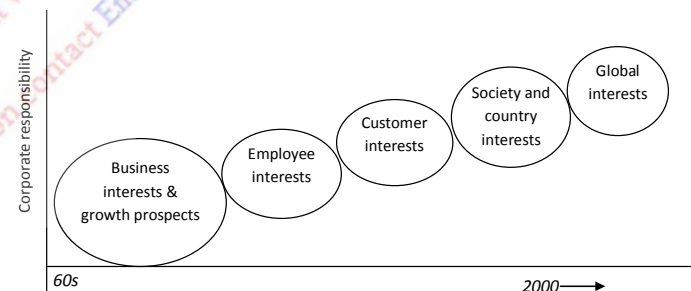 Corporate responsibility
Business
interests &
growth prospects
Employee
interests
Customer
interests
Society and
country
interests
Global
interests
60s
2000